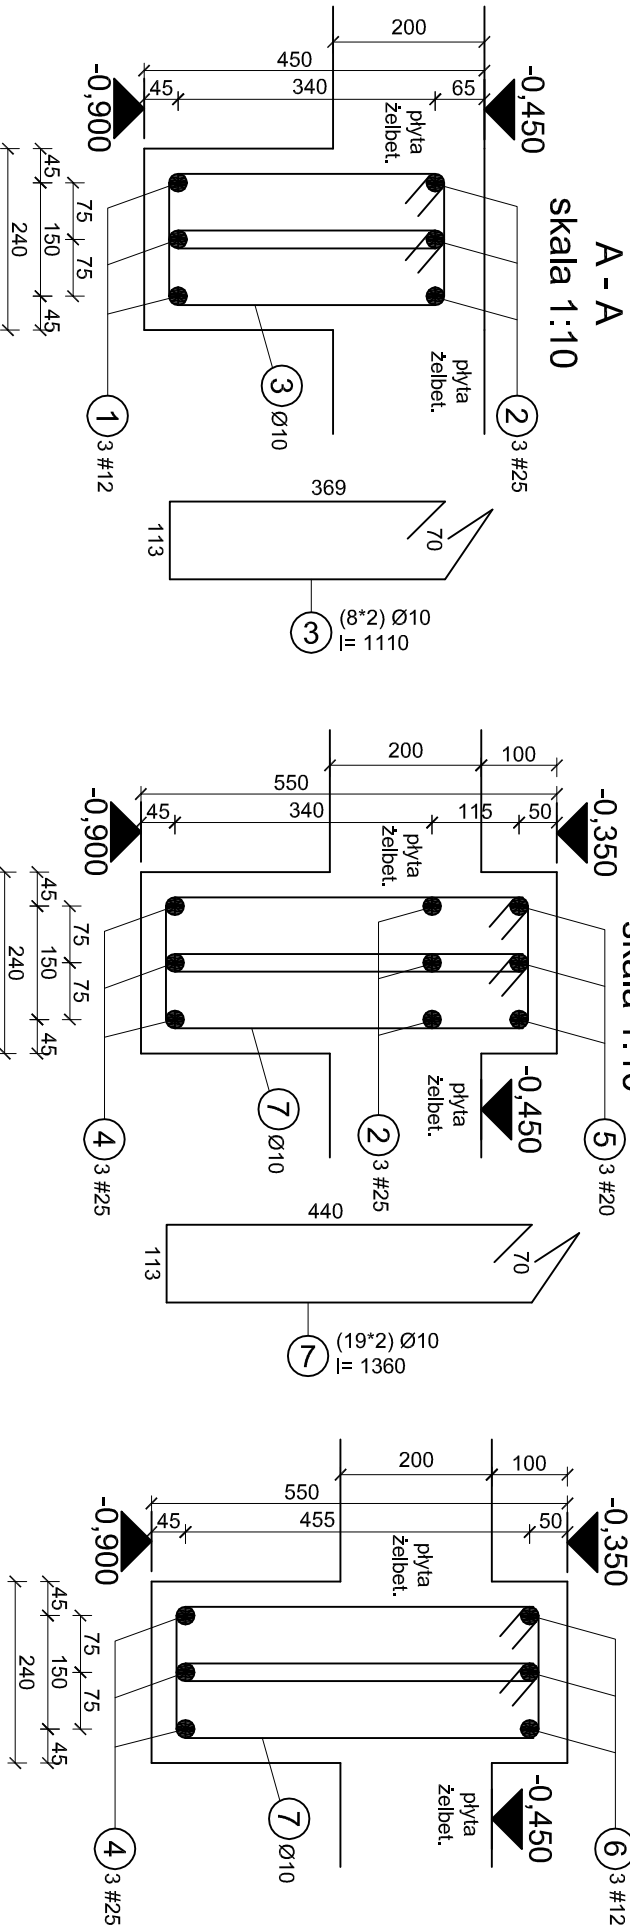 A - A
skala 1:10
-0,450
200
450
45
340
65
-0,900
płyta
żelbet.
płyta
żelbet.
45
75
75
150
45
240
3 Ø10
2 3 #25
1 3 #12
369
70
113
3 (8*2) Ø10
l= 1110
skala 1:10
200
100
550
45
340
115
50
-0,350
-0,900
płyta
żelbet.
-0,450
płyta
żelbet.
45
75
75
150
45
240
7 Ø10
2 3 #25
5 3 #20
4 3 #25
440
70
113
7 (19*2) Ø10
l= 1360
200
100
550
45
455
50
-0,350
-0,900
płyta
żelbet.
-0,450
płyta
żelbet.
45
75
75
150
45
240
7 Ø10
6 3 #12
4 3 #25